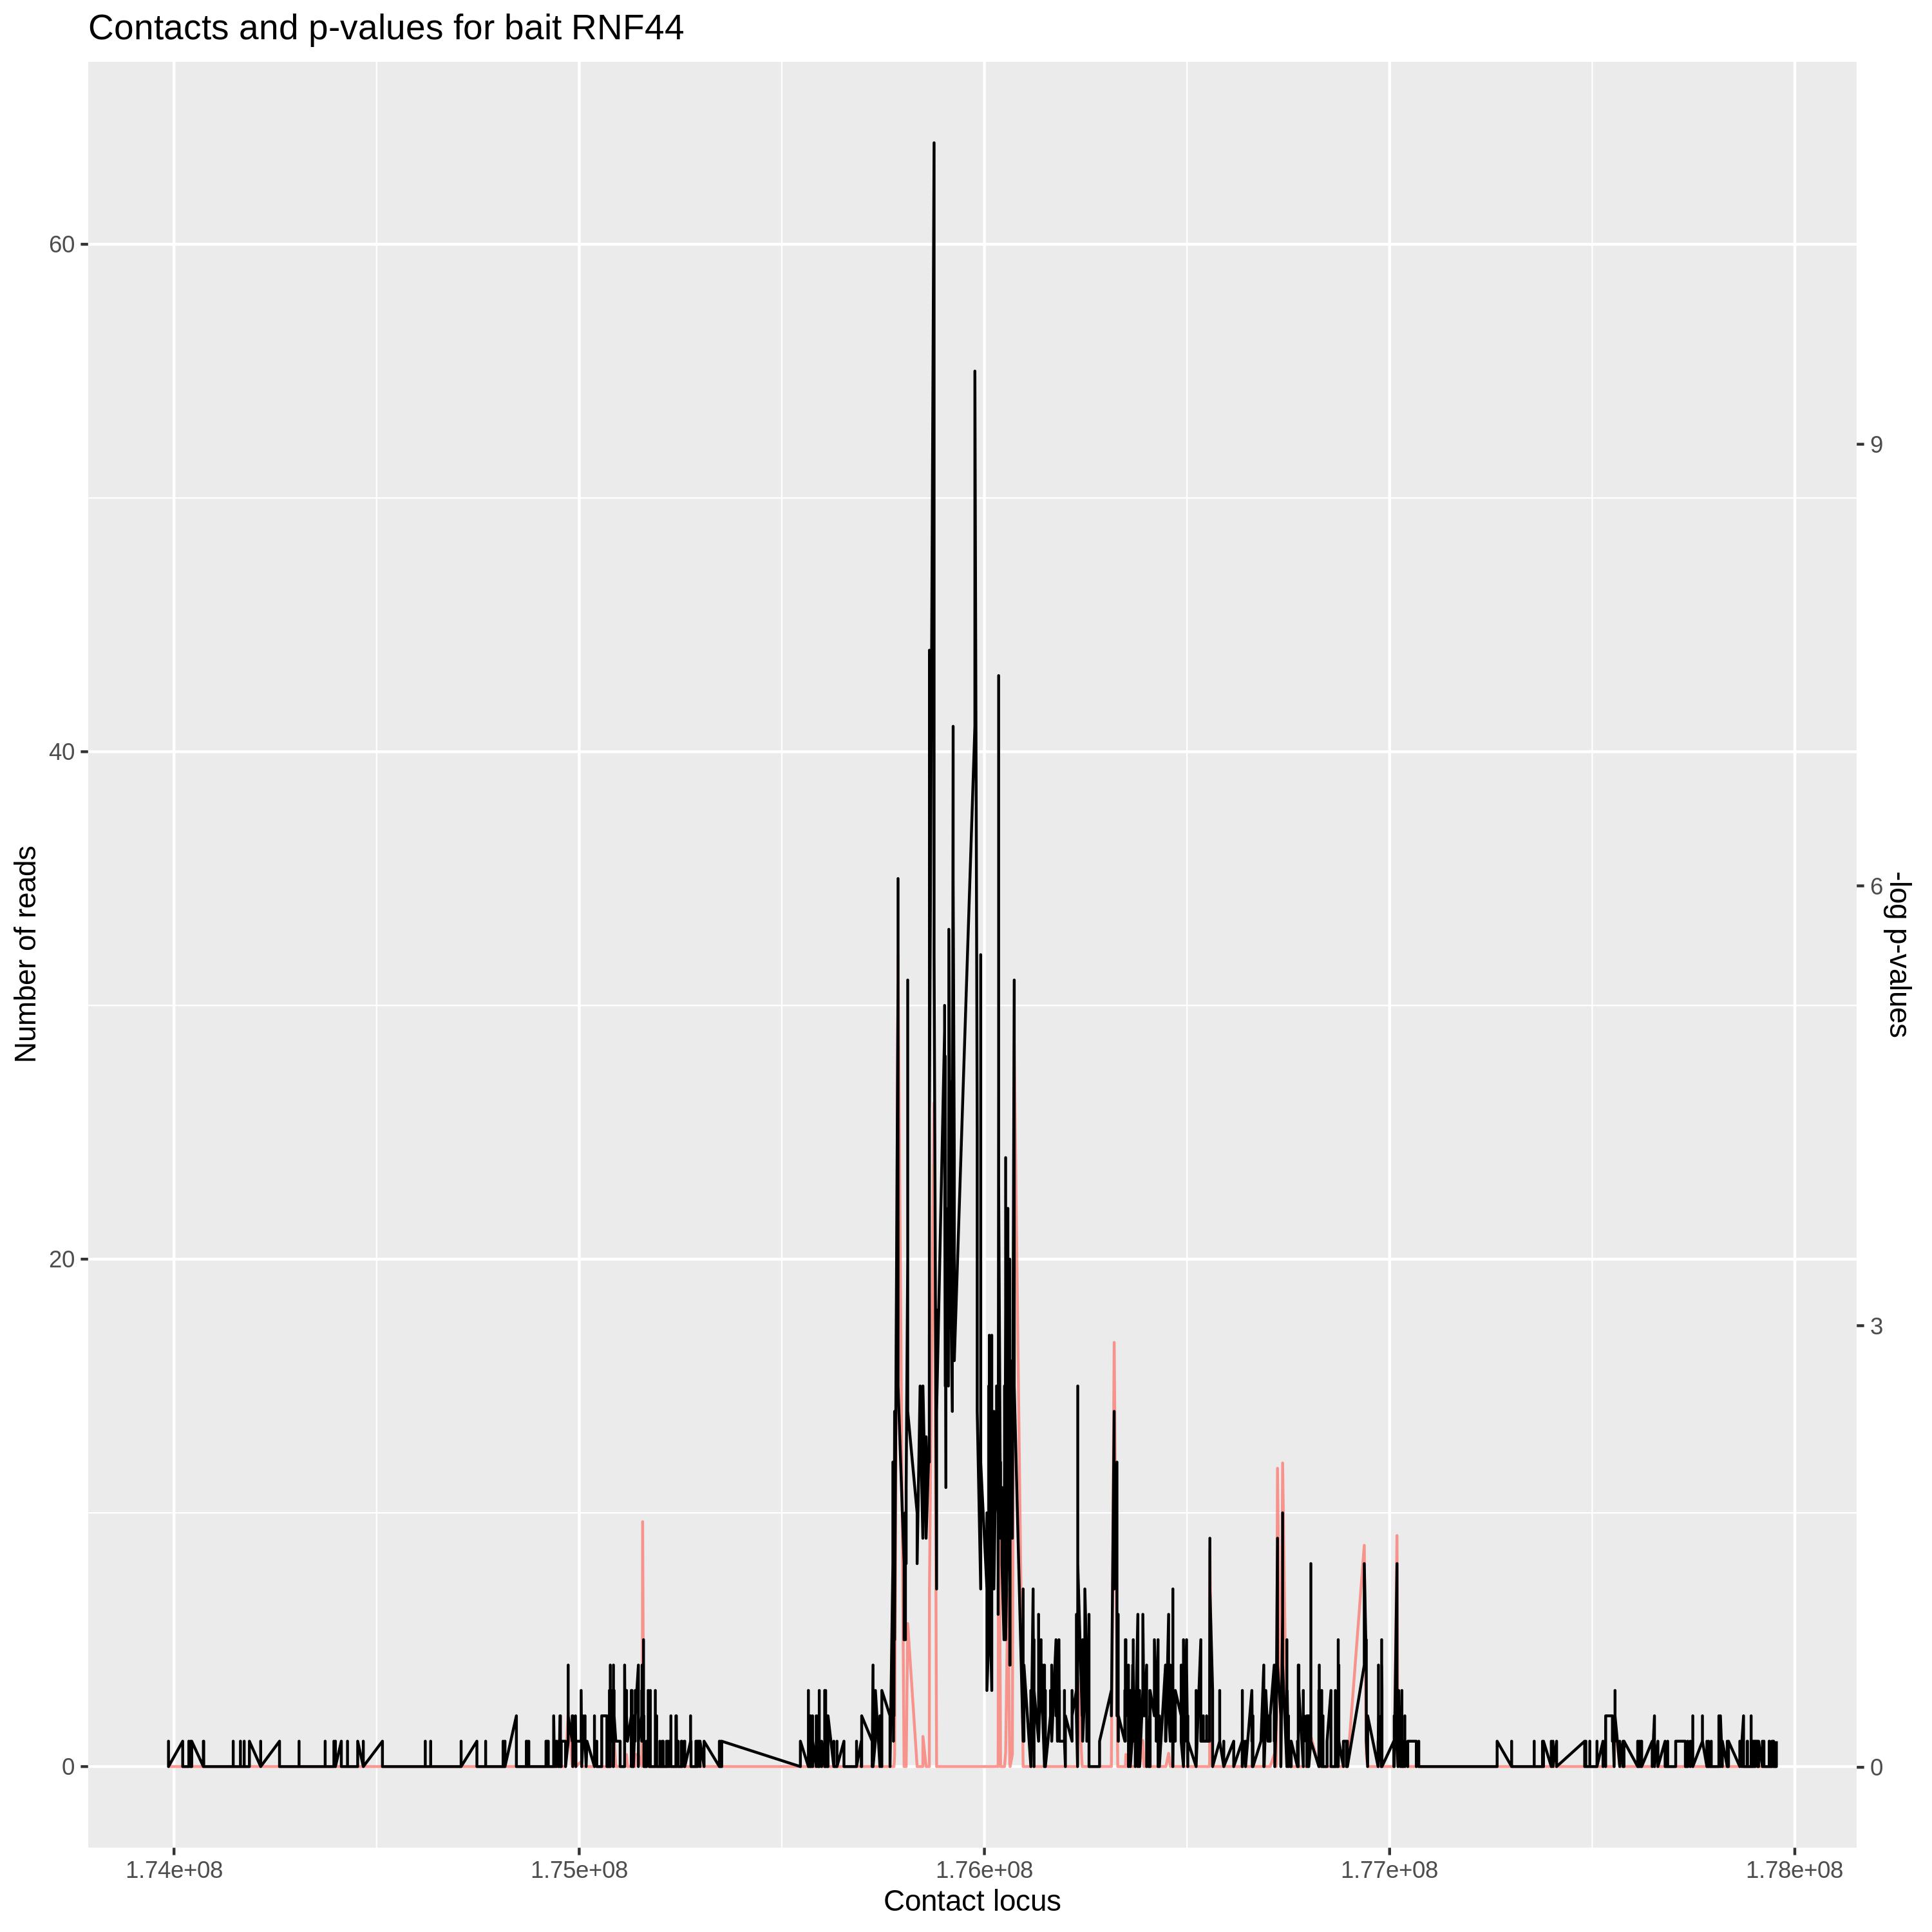 Contacts and p-values for bait RNF44
60
40
20
0
9
6
3
0
Number of reads
-log p-values
1.74e+08 1.75e+08 1.76e+08 1.77e+08 1.78e+08
Contact locus